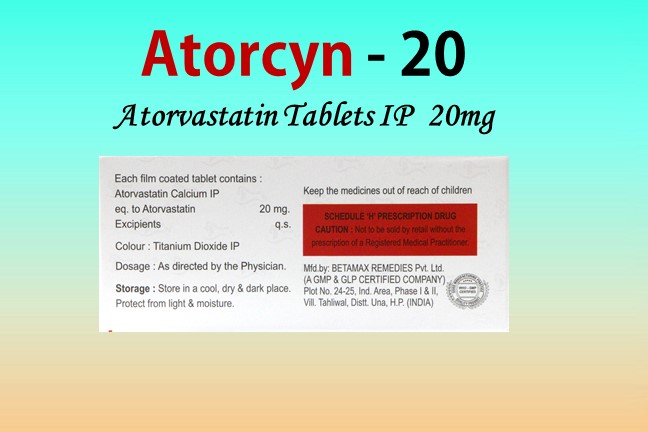 Atorcyn - 20
Atorvastatin Tablets IP 20mg
Each film coated tablet contains :
Atorvastatin Calcium IP
eq. to Atorvastatin 20 mg.
Excipients q.s.
Colour : Titanium Dioxide IP
Dosage : As directed by the Physician.
Storage : Store in a cool, dry & dark place.
Protect from light & moisture.
Keep the medicines out of reach of children
SCHEDULE 'H' PRESCRIPTION DRUG
CAUTION : Not to be sold by retail without the
prescription of a Registered Medical Practitioner.
Mfd.by: BETAMAX REMEDIES Pvt. Ltd.
(A GMP & GLP CERTIFIED COMPANY)
Plot No. 24-25, Ind. Area, Phase I & II,
Vill. Tahliwal, Distt. Una, H.P. (INDIA)
WHO - GMP
CERTIFIED